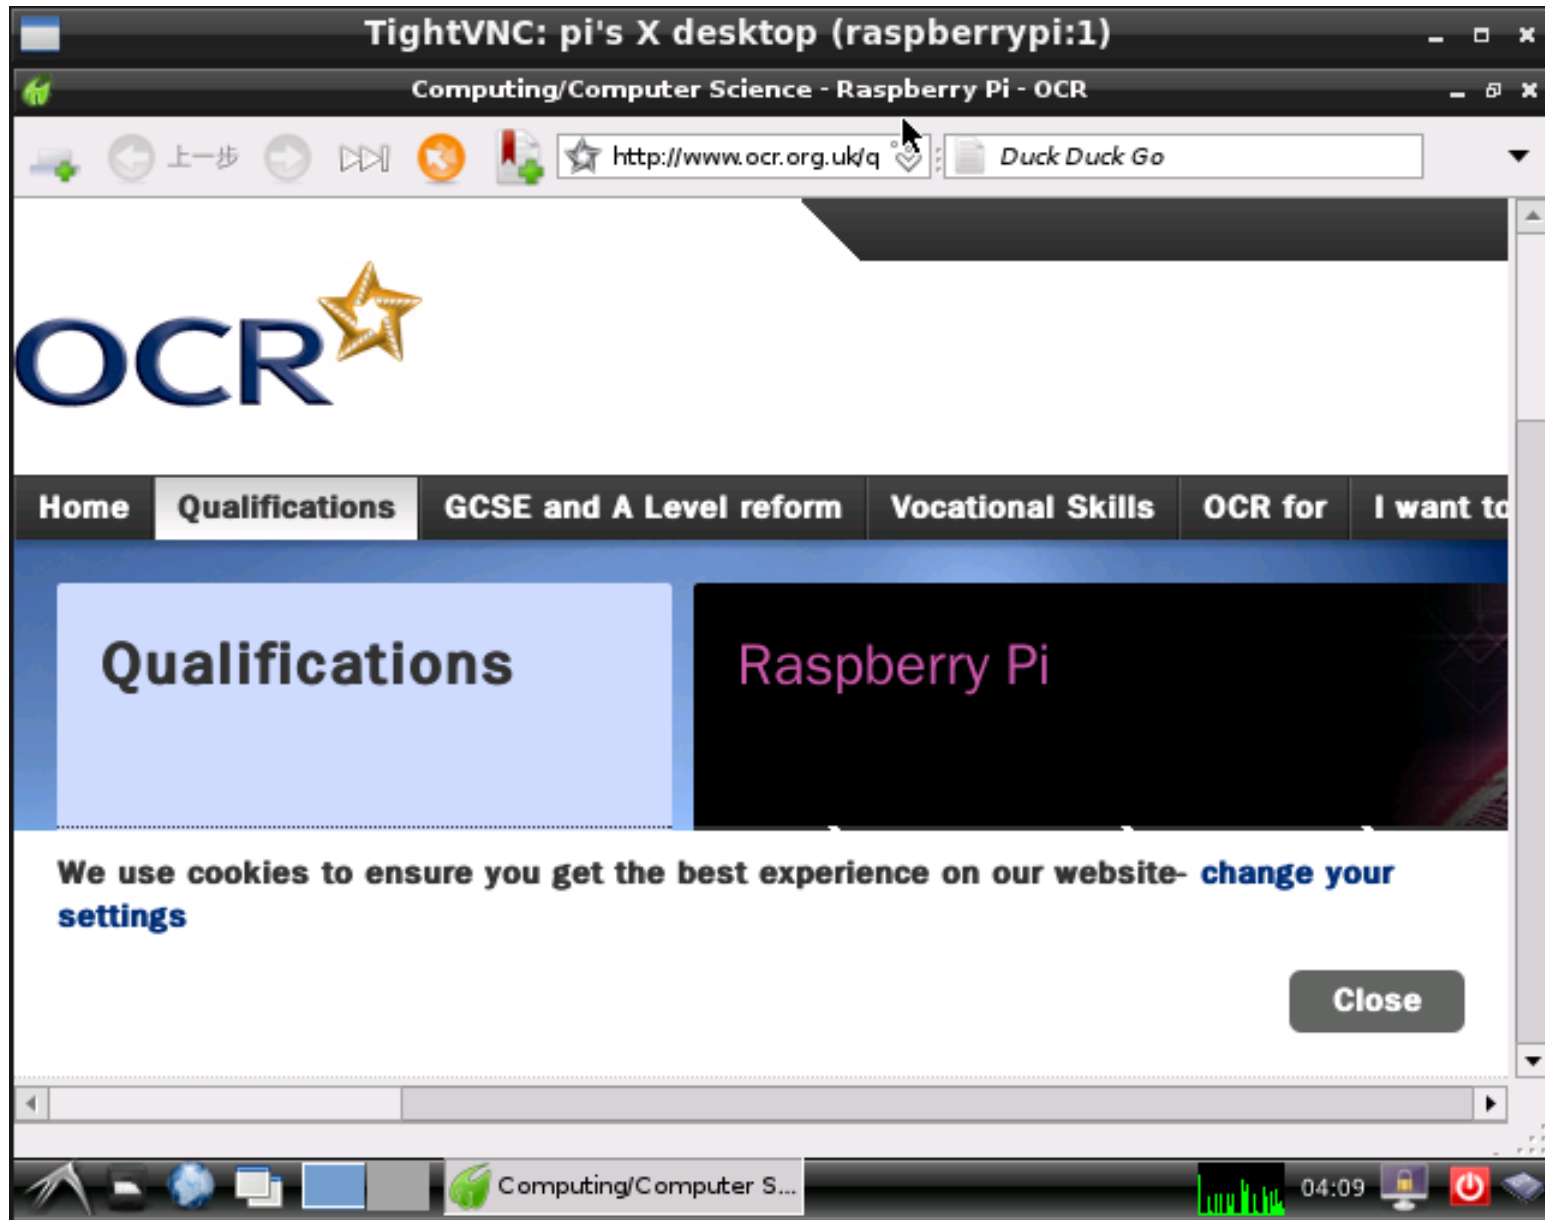 TightVNC: pi's X desktop (raspberrypi:1)
Computing/Computer Science - Raspberry Pi - OCR
上一步 http://www.ocr.org.uk/q Duck Duck Go
OCR
Home Qualifications GCSE and A Level reform Vocational Skills OCR for I want to
Qualifications Raspberry Pi
We use cookies to ensure you get the best experience on our website- change your
settings
Close
Computing/Computer S... 04:09